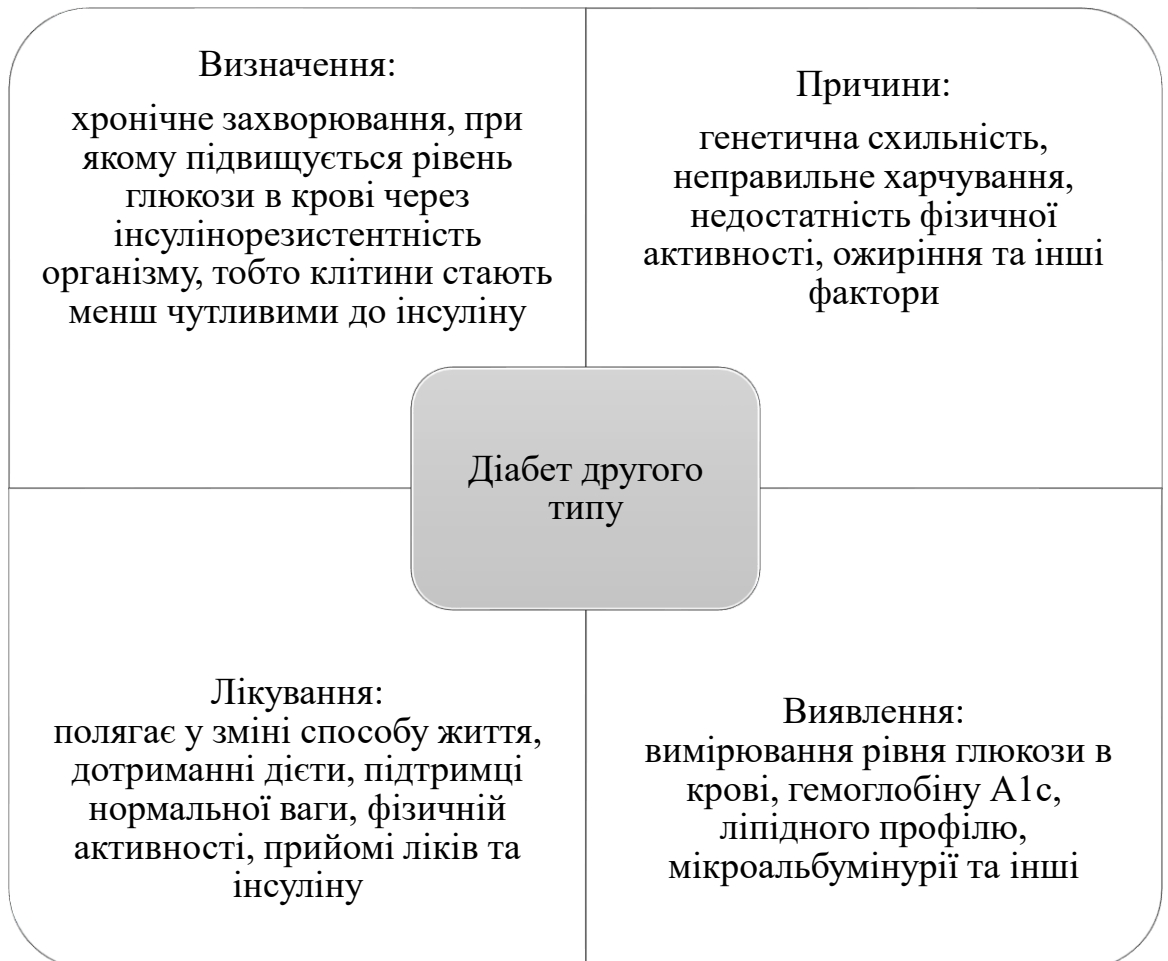 Визначення:
хронічне захворювання, при
якому підвищується рівень
глюкози в крові через
інсулінорезистентність
організму, тобто клітини стають
менш чутливими до інсуліну
Причини:
генетична схильність,
неправильне харчування,
недостатність фізичної
активності, ожиріння та інші
фактори
Діабет другого
типу
Лікування:
полягає у зміні способу життя,
дотриманні дієти, підтримці
нормальної ваги, фізичній
активності, прийомі ліків та
інсуліну
Виявлення:
вимірювання рівня глюкози в
крові, гемоглобіну A1c,
ліпідного профілю,
мікроальбумінурії та інші